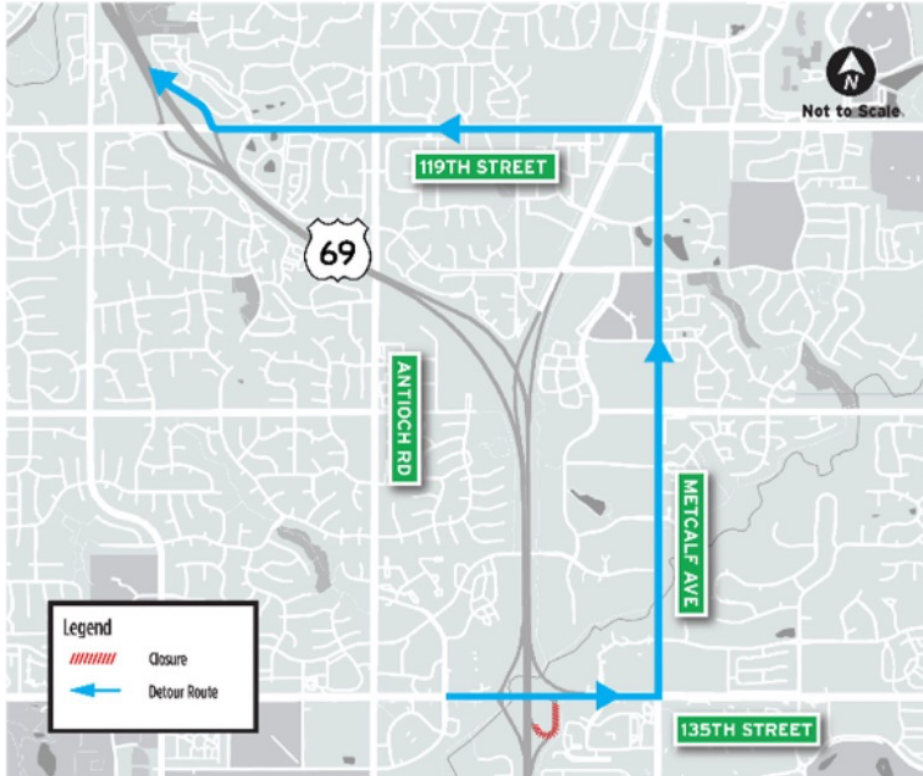 N
Not to Scale
119TH STREET
69
ANTIOCH RD
METCALF AVE
Legend
Closure
Detour Route
135TH STREET